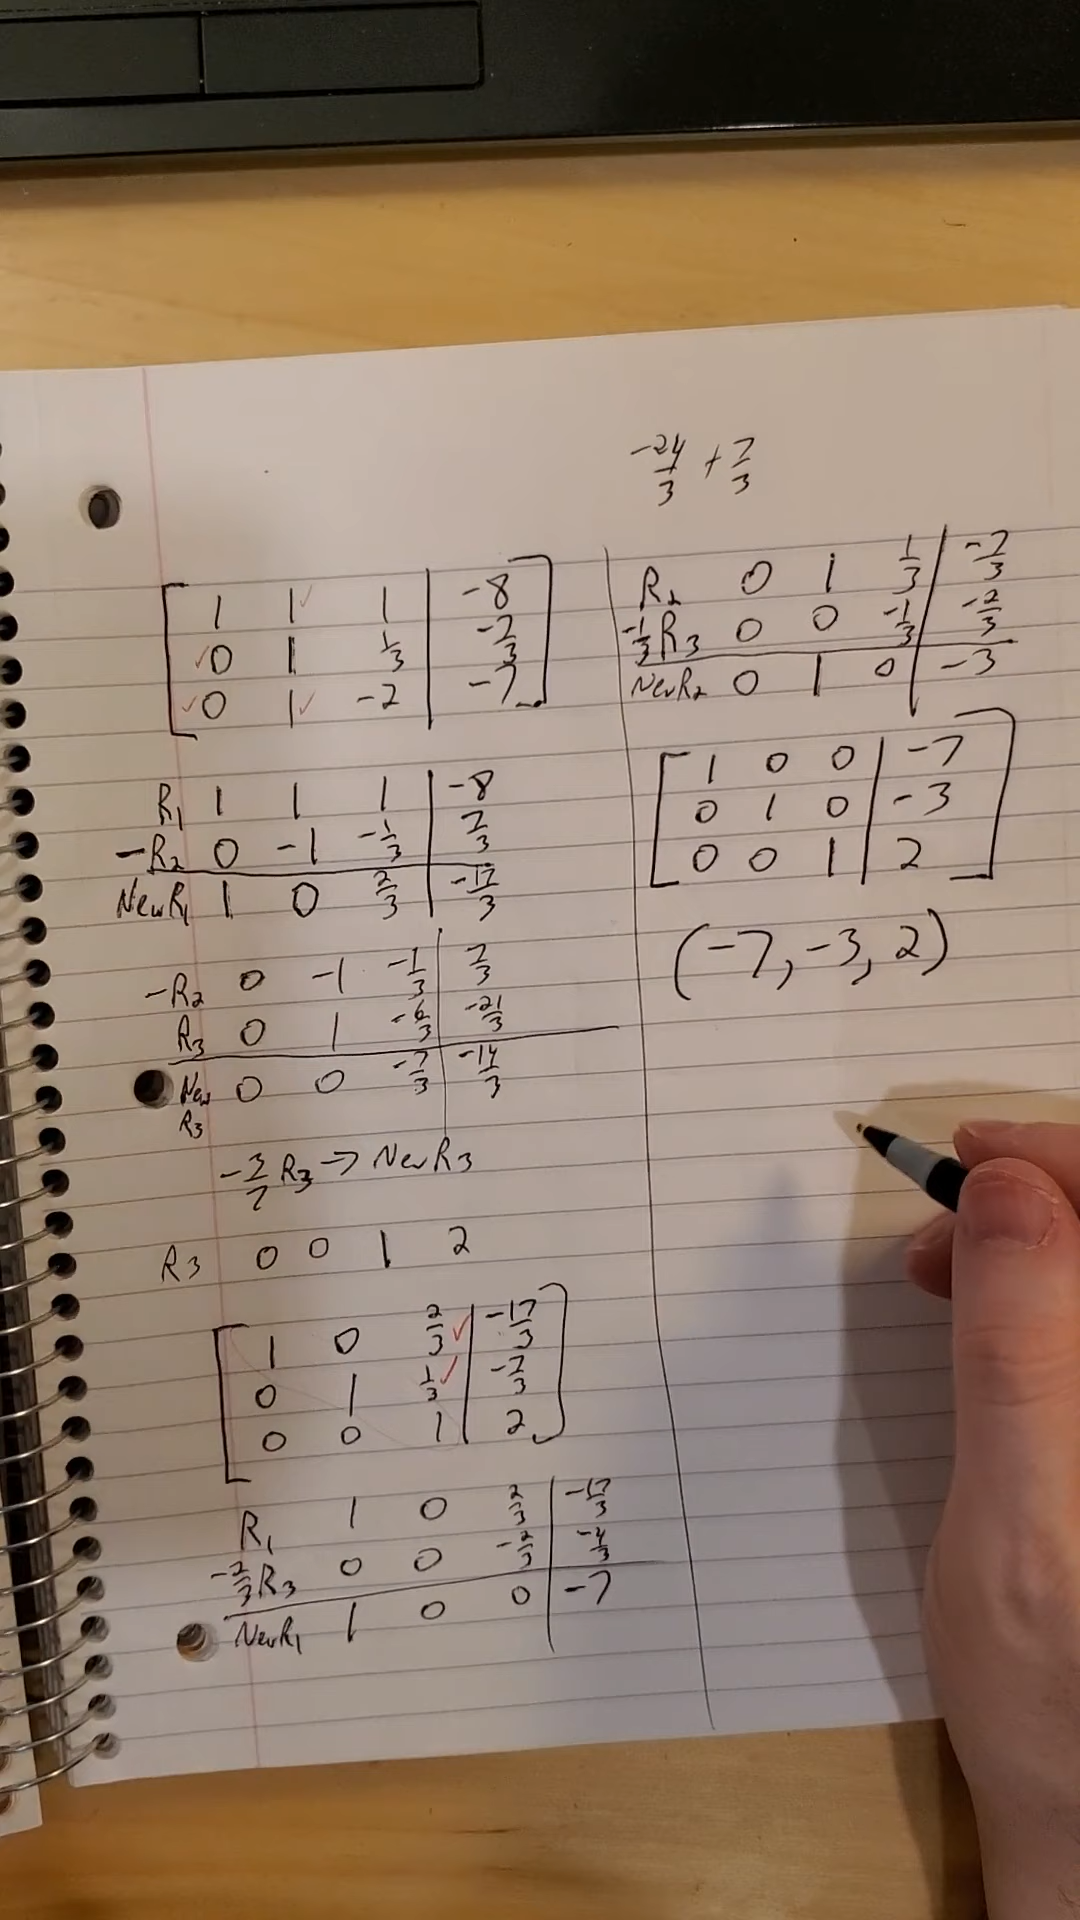 -24/3 + 7/3
[ 1 1✓ 1 | -8 ]
[ ✓0 1 1/3 | -7/3 ]
[ ✓0 1✓ -2 | -7 ]
R1 1 1 1 | -8
-R2 0 -1 -1/3 | 7/3
New R1 1 0 2/3 | -17/3
-R2 0 -1 -1/3 | 7/3
R3 0 1 -6/3 | -21/3
New R3 0 0 -7/3 | -14/3
-3/7 R3 → New R3
R3 0 0 1 2
[ 1 0 2/3✓ | -17/3 ]
[ 0 1 1/3✓ | -7/3 ]
[ 0 0 1 | 2 ]
R1 1 0 2/3 | -17/3
-2/3 R3 0 0 -2/3 | -4/3
New R1 1 0 0 | -7
R2 0 1 1/3 | -7/3
-1/3 R3 0 0 -1/3 | -2/3
New R2 0 1 0 | -3
[ 1 0 0 | -7 ]
[ 0 1 0 | -3 ]
[ 0 0 1 | 2 ]
(-7, -3, 2)